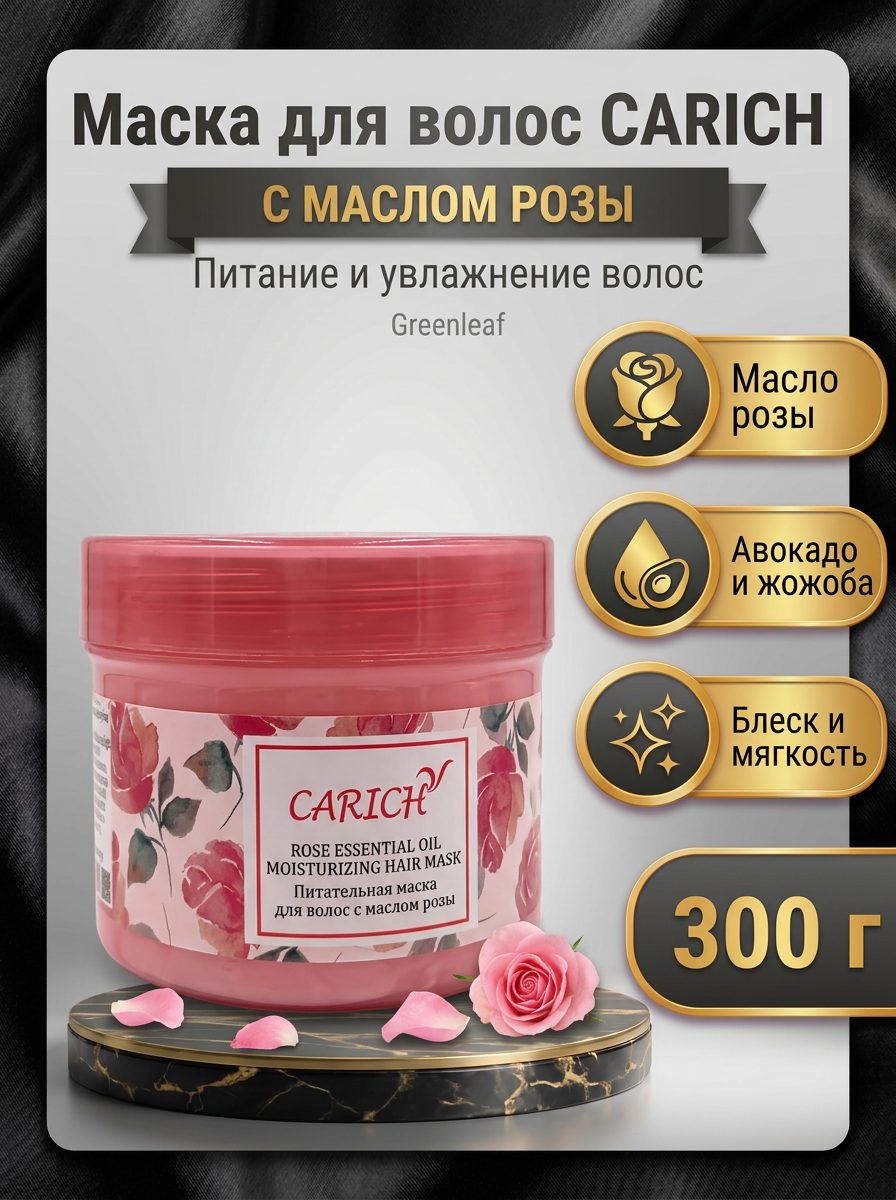 Маска для волос CARICH
С МАСЛОМ РОЗЫ
Питание и увлажнение волос
Greenleaf
Масло
розы
Авокадо
и жожоба
Блеск и
мягкость
300 г
CARICH
ROSE ESSENTIAL OIL
MOISTURIZING HAIR MASK
Питательная маска
для волос с маслом розы